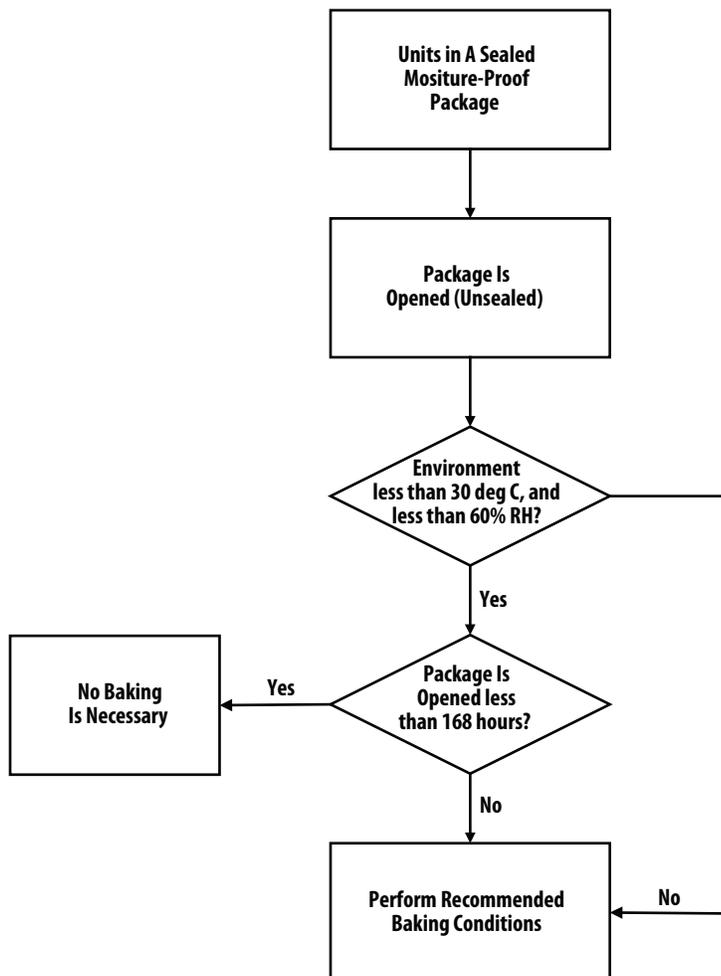 Units in A Sealed
Mositure-Proof
Package
Package Is
Opened (Unsealed)
Environment
less than 30 deg C, and
less than 60% RH?
Yes
Package Is
Opened less
than 168 hours?
Yes
No Baking
Is Necessary
No
Perform Recommended
Baking Conditions
No